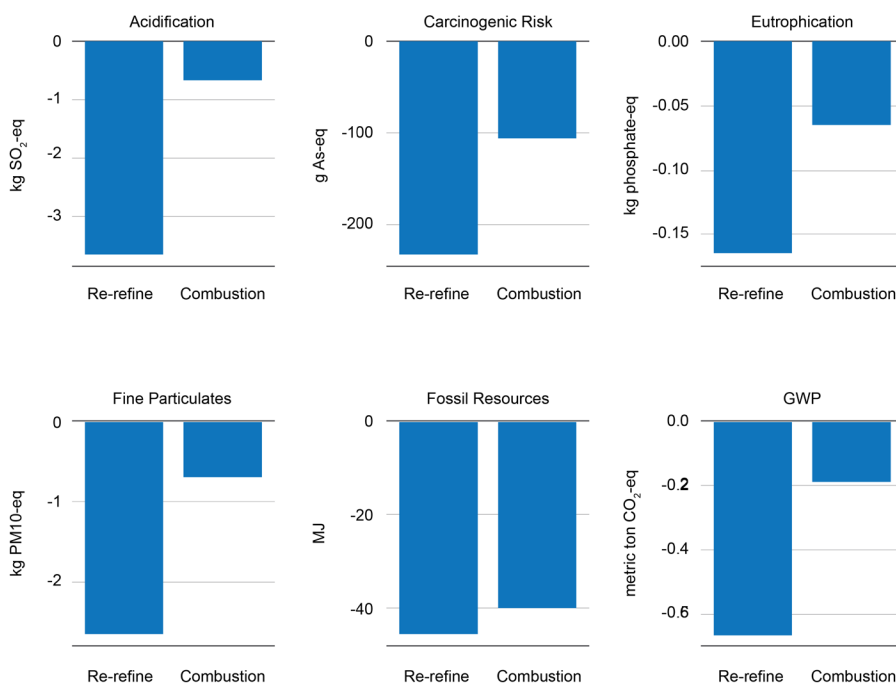 Acidification
0
-1
-2
-3
kg SO₂-eq
Re-refine Combustion
Carcinogenic Risk
0
-100
-200
g As-eq
Re-refine Combustion
Eutrophication
0.00
-0.05
-0.10
-0.15
kg phosphate-eq
Re-refine Combustion
Fine Particulates
0
-1
-2
kg PM10-eq
Re-refine Combustion
Fossil Resources
0
-20
-40
MJ
Re-refine Combustion
GWP
0.0
-0.2
-0.4
-0.6
metric ton CO₂-eq
Re-refine Combustion